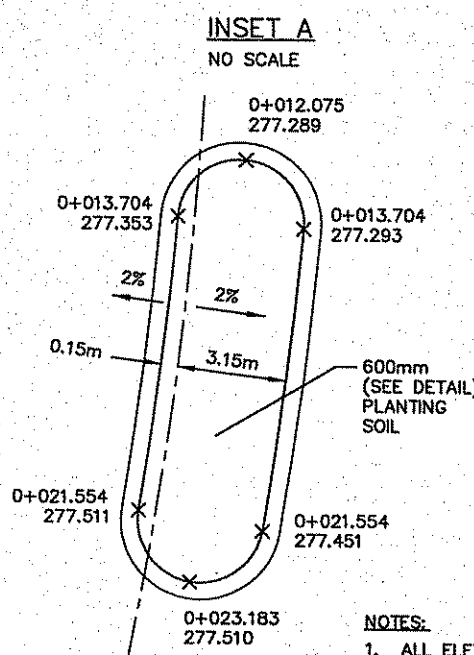 INSET A
NO SCALE
0+012.075
277.289
0+013.704
277.353
0+013.704
277.293
2%
2%
0.15m
3.15m
600mm
(SEE DETAIL)
PLANTING
SOIL
0+021.554
277.511
0+021.554
277.451
0+023.183
277.510
NOTES:
1. ALL ELE